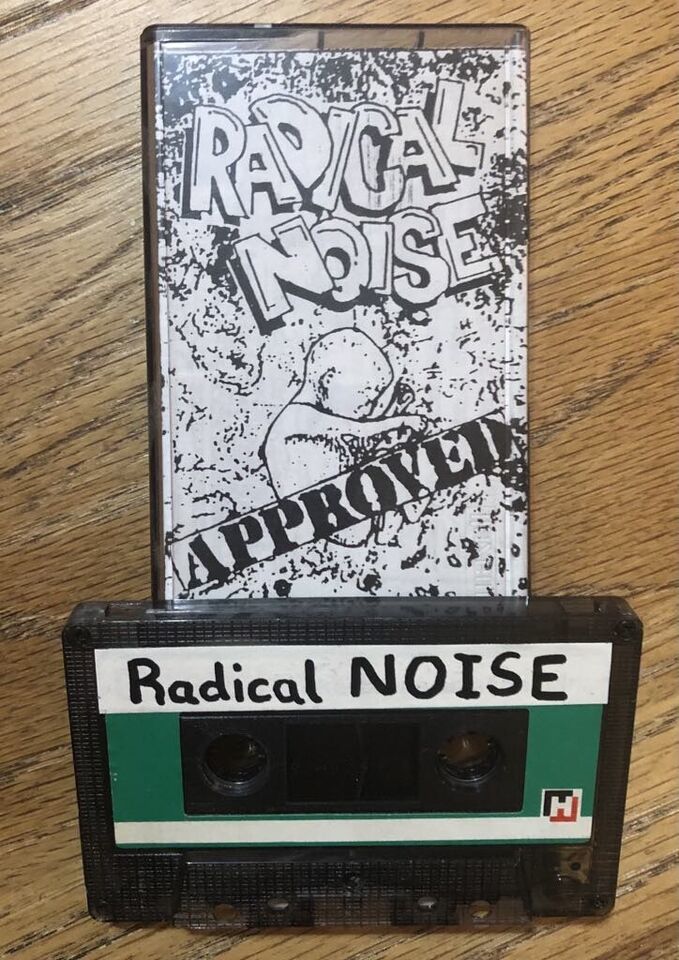 RADICAL
NOISE
APPROVED
Radical NOISE
H